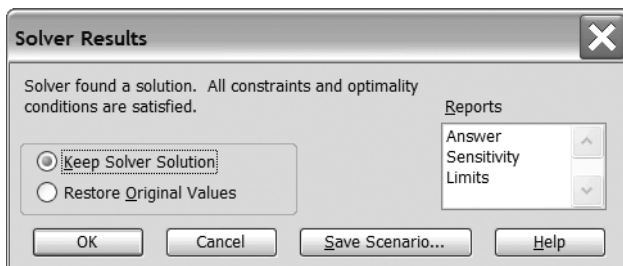 Solver Results
Solver found a solution. All constraints and optimality
conditions are satisfied.
Reports
Answer
Sensitivity
Limits
Keep Solver Solution
Restore Original Values
OK
Cancel
Save Scenario...
Help